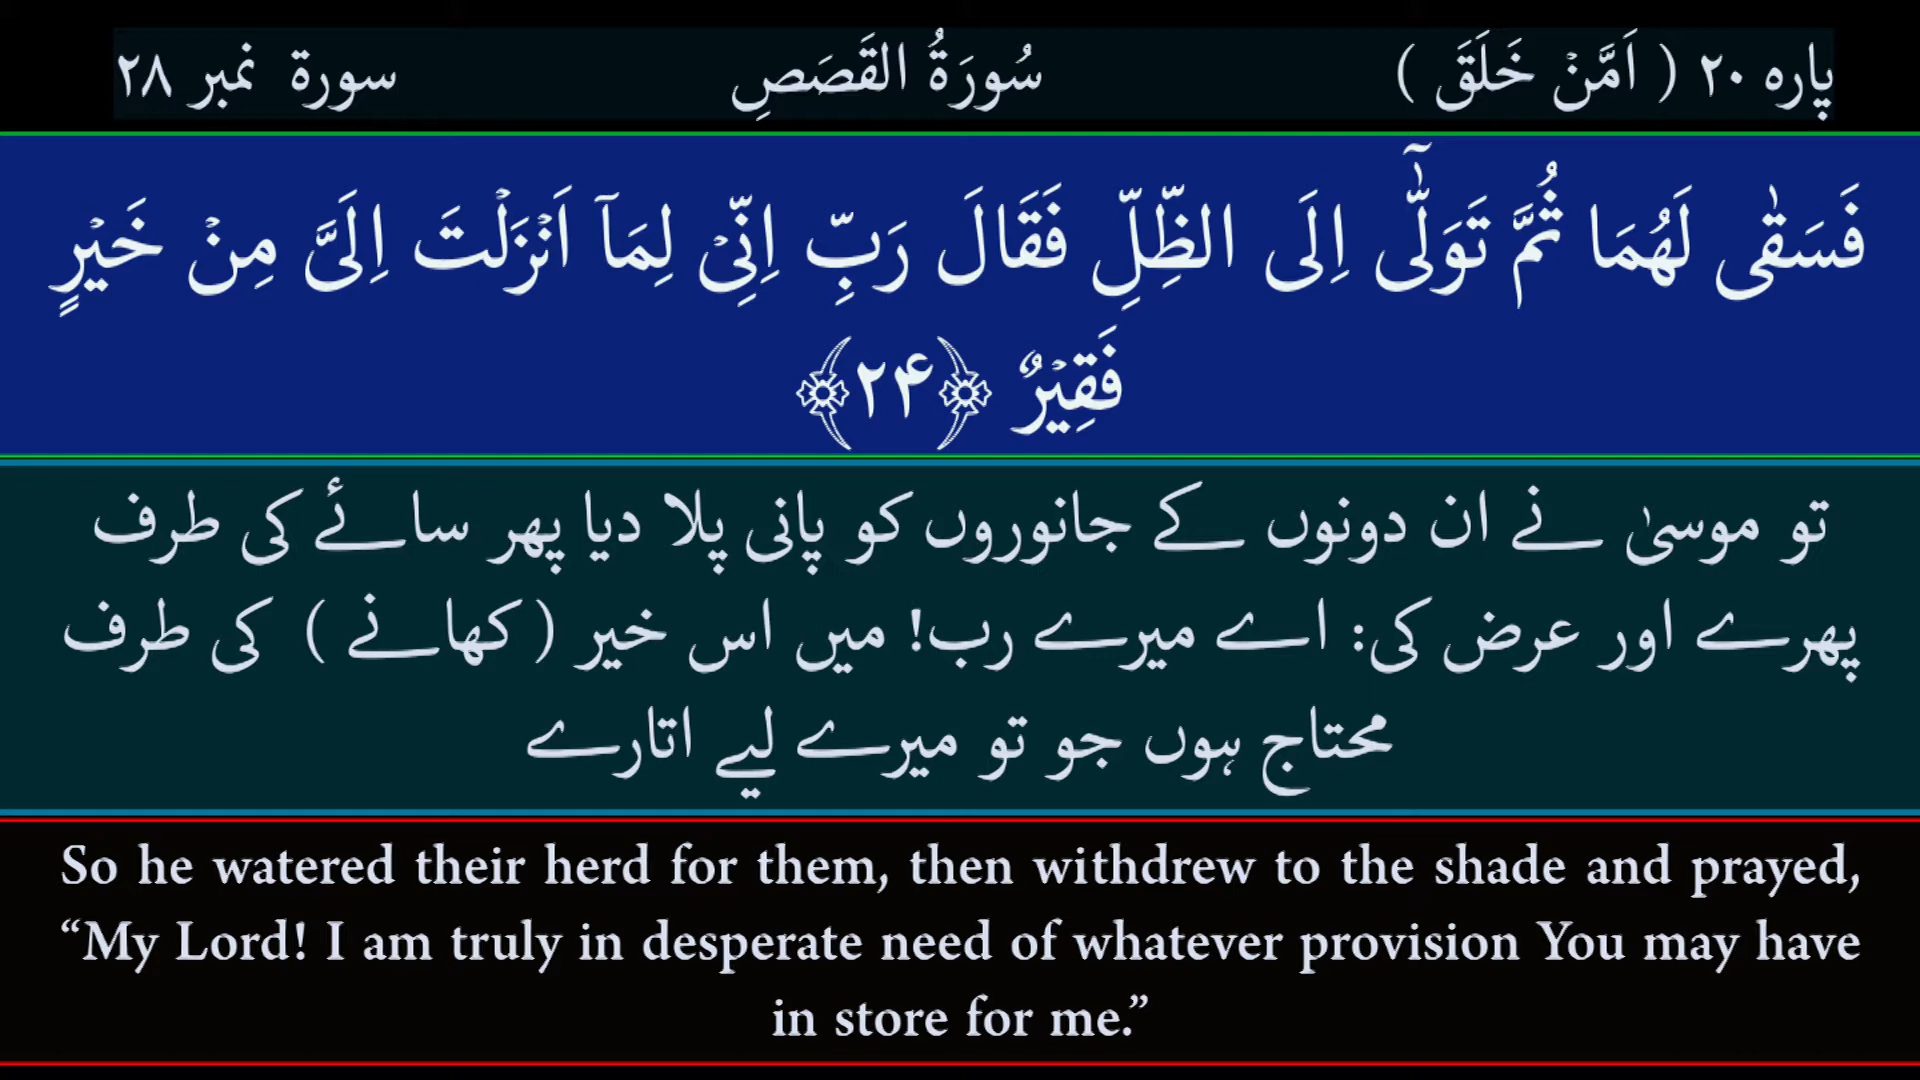 پارہ ۲۰ ( اَمَّنۡ خَلَقَ ) سُورَةُ القَصَصِ سورۃ نمبر ۲۸
فَسَقٰى لَهُمَا ثُمَّ تَوَلّٰٓى اِلَى الظِّلِّ فَقَالَ رَبِّ اِنِّىۡ لِمَاۤ اَنۡزَلۡتَ اِلَىَّ مِنۡ خَيۡرٍ
فَقِيۡرٌ ﴿۲۴﴾
تو موسیٰ نے ان دونوں کے جانوروں کو پانی پلا دیا پھر سائے کی طرف
پھرے اور عرض کی: اے میرے رب! میں اس خیر (کھانے ) کی طرف
محتاج ہوں جو تو میرے لیے اتارے
So he watered their herd for them, then withdrew to the shade and prayed,
“My Lord! I am truly in desperate need of whatever provision You may have
in store for me.”